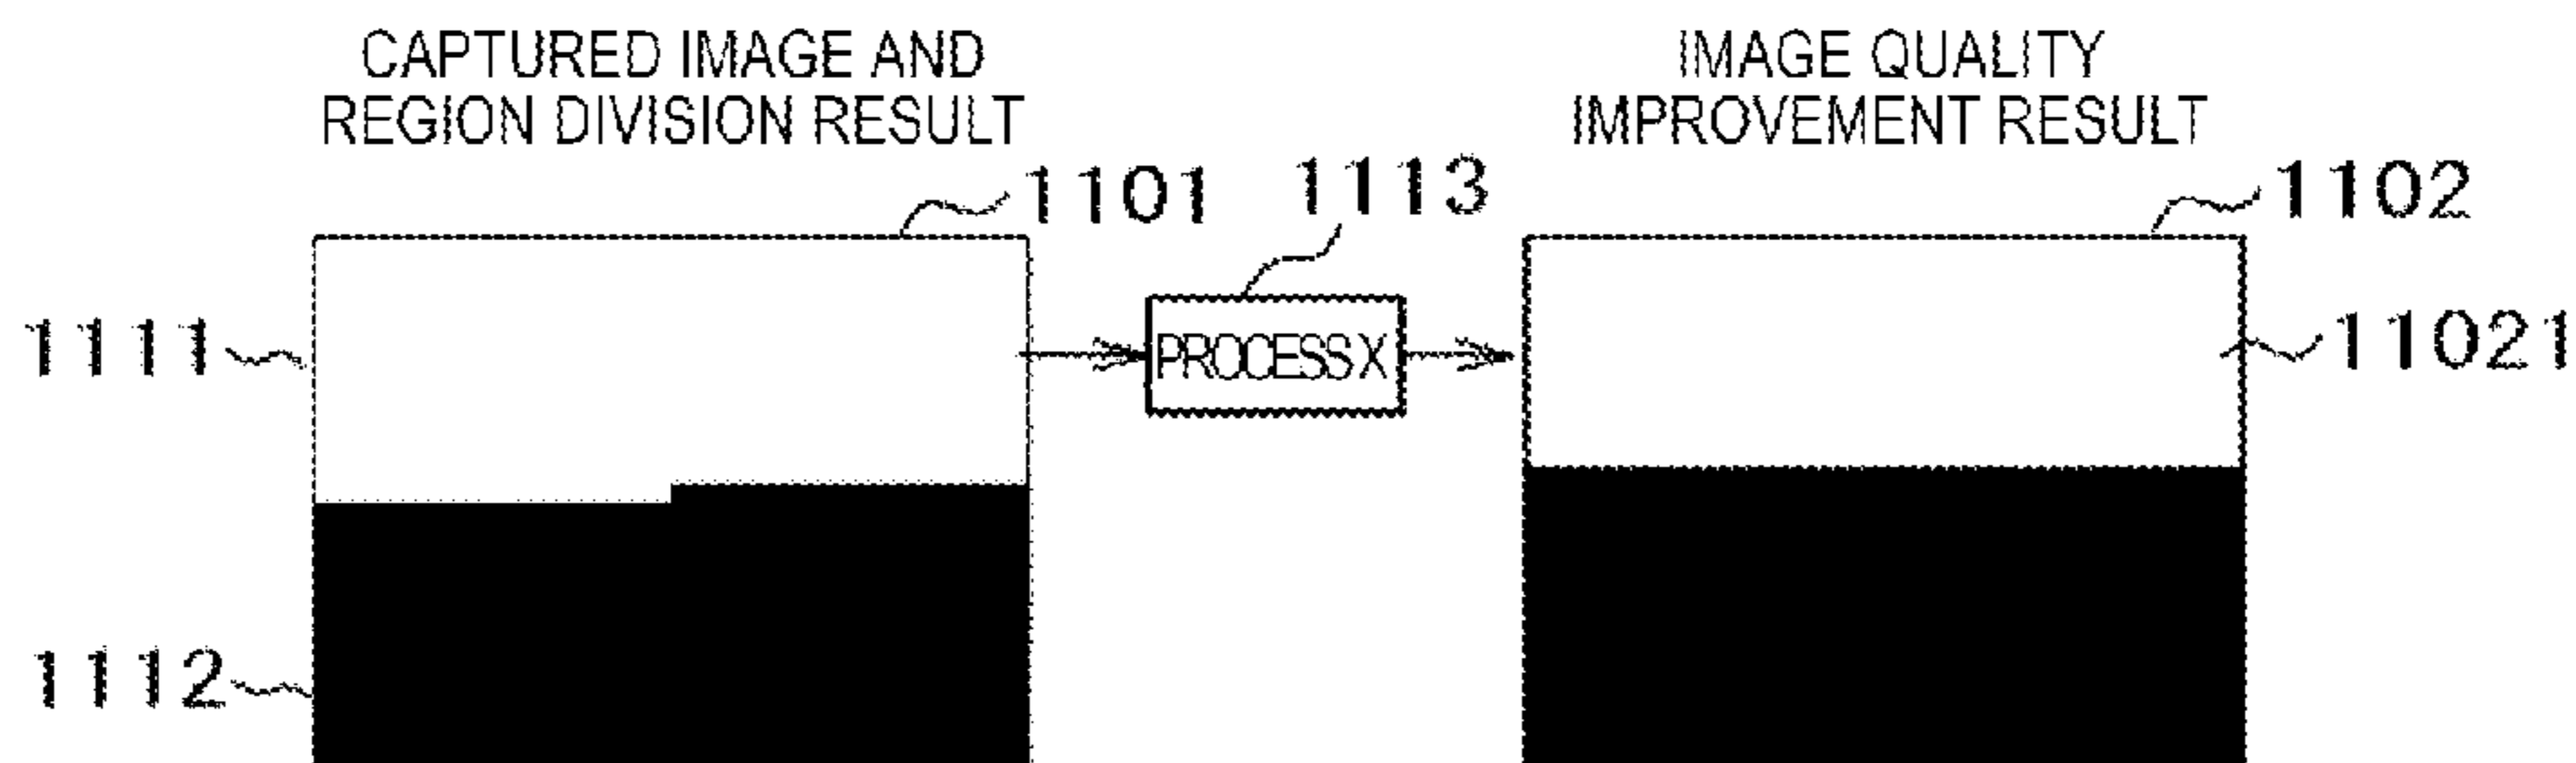 CAPTURED IMAGE AND
REGION DIVISION RESULT
IMAGE QUALITY
IMPROVEMENT RESULT
1101
1113
1102
1111
PROCESS X
11021
1112